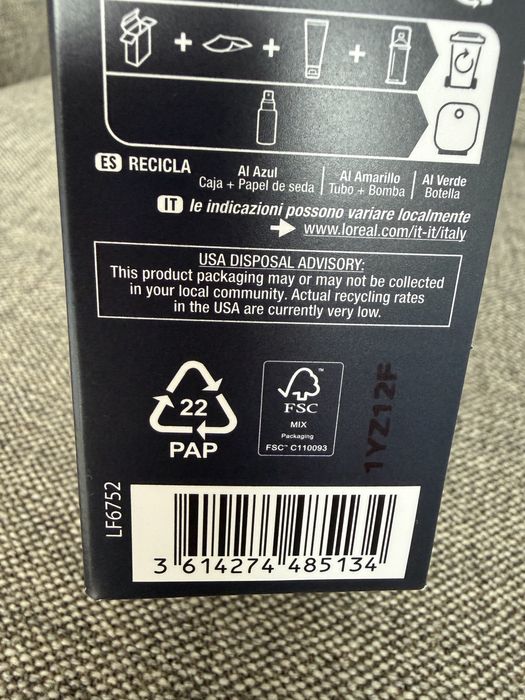 ES RECICLA
Al Azul
Caja + Papel de seda
Al Amarillo
Tubo + Bomba
Al Verde
Botella
IT le indicazioni possono variare localmente
www.loreal.com/it-it/italy
USA DISPOSAL ADVISORY:
This product packaging may or may not be collected
in your local community. Actual recycling rates
in the USA are currently very low.
22
PAP
FSC
MIX
Packaging
FSC™ C110093
1YZ12F
LF6752
3 614274 485134